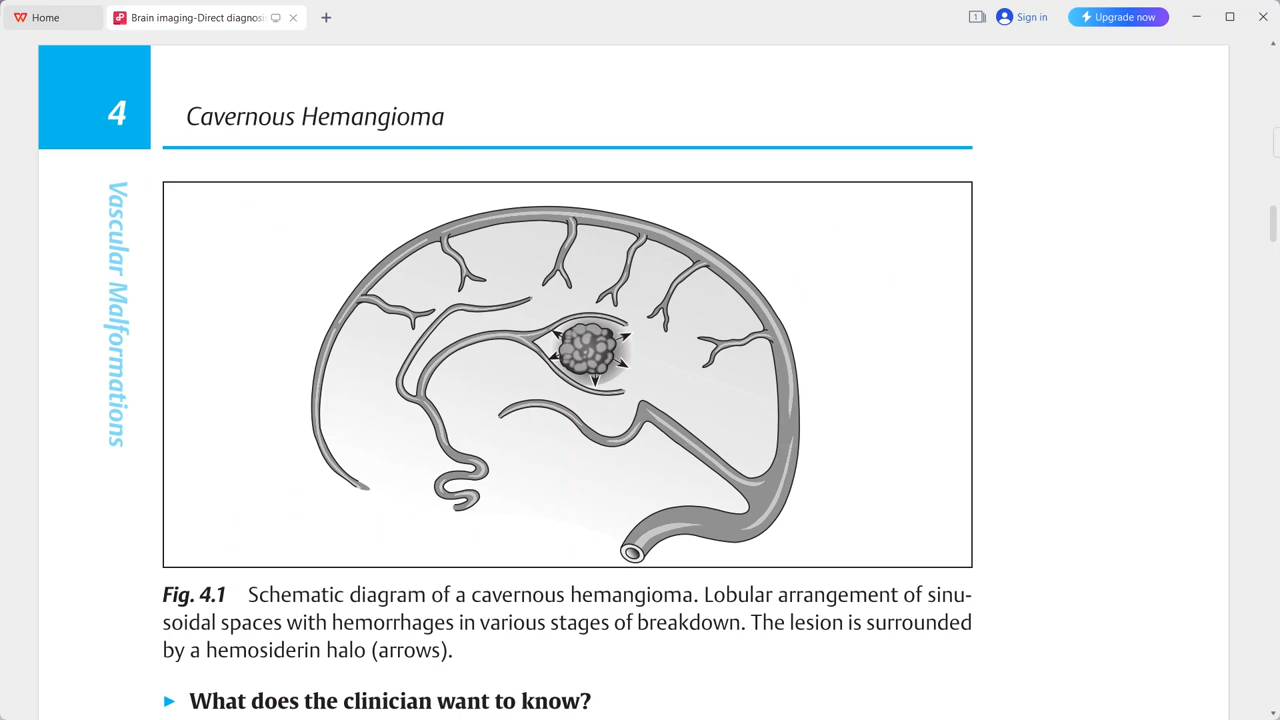 Home
Brain imaging-Direct diagnosi
1
Sign in
Upgrade now
4
Cavernous Hemangioma
Vascular Malformations
Fig. 4.1 Schematic diagram of a cavernous hemangioma. Lobular arrangement of sinu-
soidal spaces with hemorrhages in various stages of breakdown. The lesion is surrounded
by a hemosiderin halo (arrows).
► What does the clinician want to know?